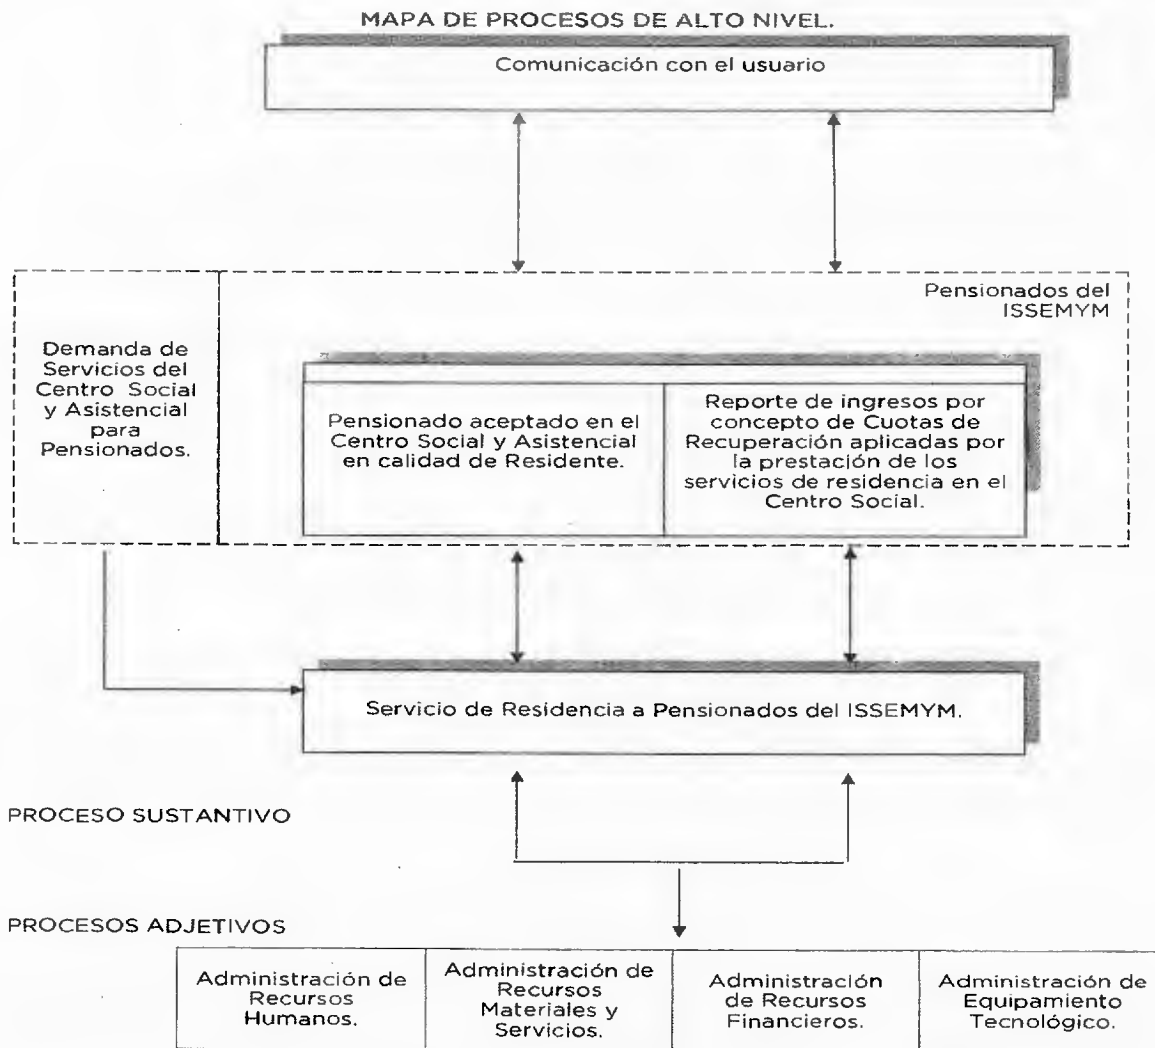 MAPA DE PROCESOS DE ALTO NIVEL.
Comunicación con el usuario
Pensionados del
ISSEMYM
Demanda de
Servicios del
Centro Social
y Asistencial
para
Pensionados.
Pensionado aceptado en el
Centro Social y Asistencial
en calidad de Residente.
Reporte de ingresos por
concepto de Cuotas de
Recuperación aplicadas por
la prestación de los
servicios de residencia en el
Centro Social.
Servicio de Residencia a Pensionados del ISSEMYM.
PROCESO SUSTANTIVO
PROCESOS ADJETIVOS
Administración de
Recursos
Humanos.
Administración de
Recursos
Materiales y
Servicios.
Administración
de Recursos
Financieros.
Administración de
Equipamiento
Tecnológico.